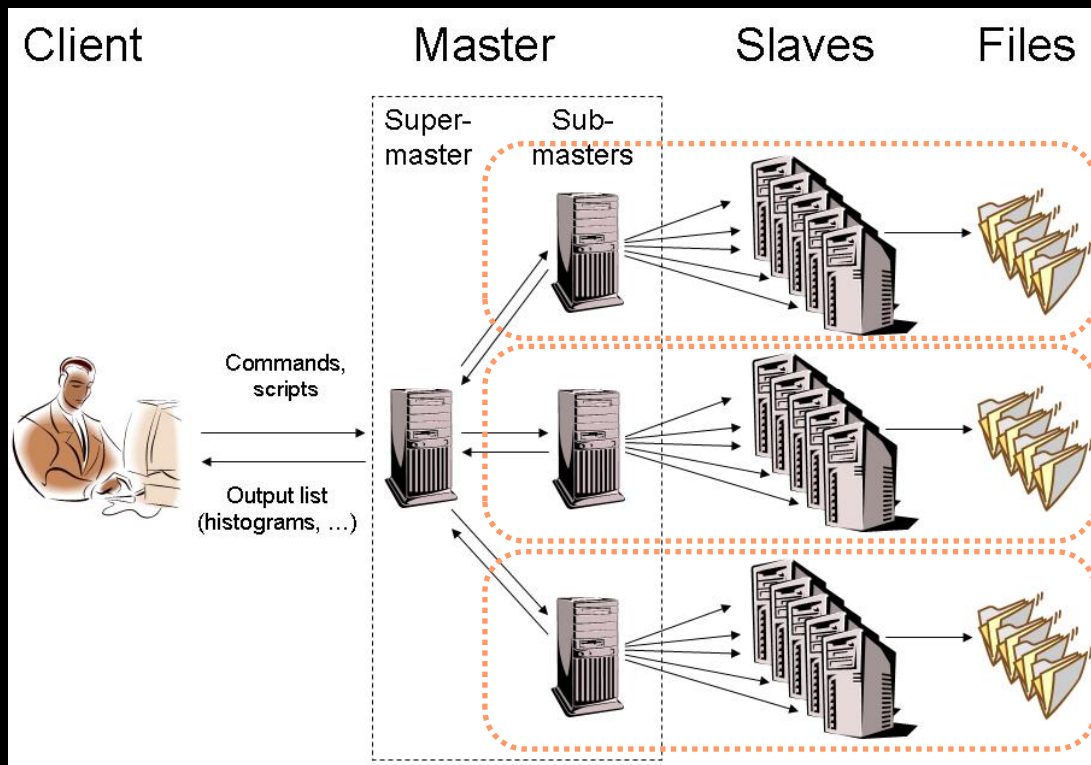 Client
Master
Slaves
Files
Super-
master
Sub-
masters
Commands,
scripts
Output list
(histograms, ...)